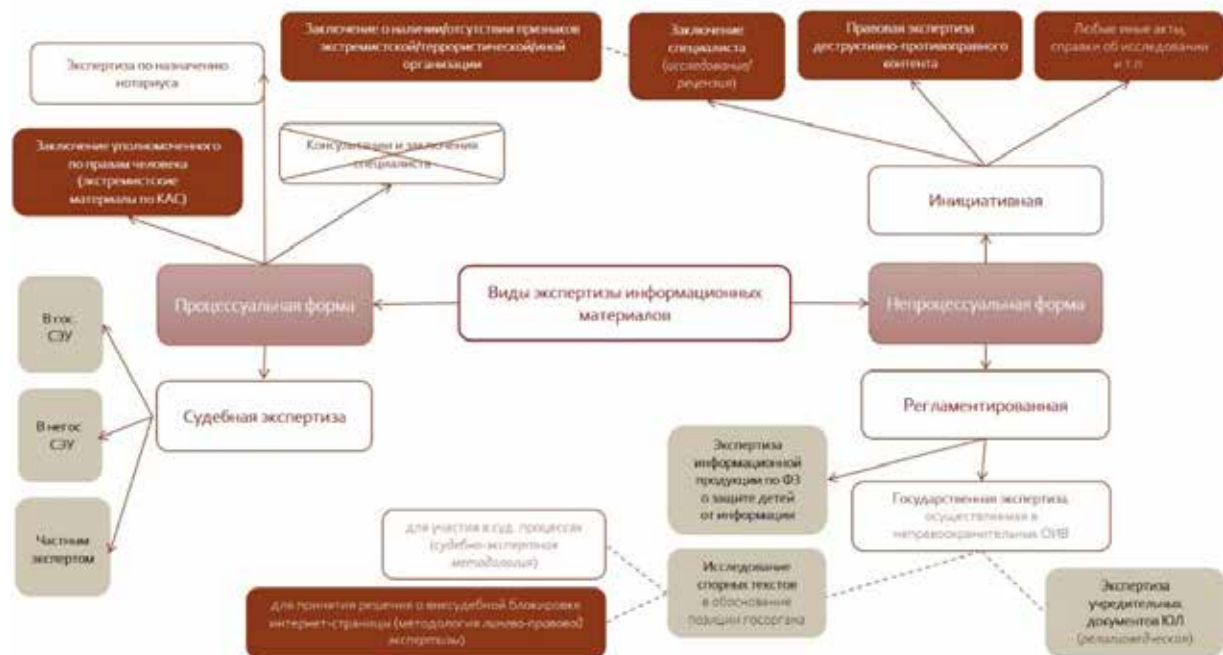 Заключение о наличии/отсутствии признаков
экстремистской/террористической/иной
организации
Заключение
специалиста
(исследование/
рецензия)
Правовая экспертиза
деструктивно-противоправного
контента
Любые иные акты,
справки об исследовании
и т.п.
Экспертиза по назначению
нотариуса
Заключение уполномоченного
по правам человека
(экстремистские
материалы по КАС)
Консультации и заключения
специалиста
Инициативная
Процессуальная форма
Виды экспертизы информационных
материалов
Непроцессуальная форма
В гос.
СЭУ
В негос
СЭУ
Частным
экспертом
Судебная экспертиза
Регламентированная
Экспертиза
информационной
продукции по ФЗ
о защите детей
от информации
Государственная экспертиза,
осуществляемая в
неправоохранительных ОИВ
для участия в суд. процессах
(судебно-экспертная
методология)
Исследование
спорных текстов
в обоснование
позиции госоргана
для принятия решения о внесудебной блокировке
интернет-страницы (методология лингво-правовой
экспертизы)
Экспертиза
учредительных
документов ЮЛ
(религиоведческая)